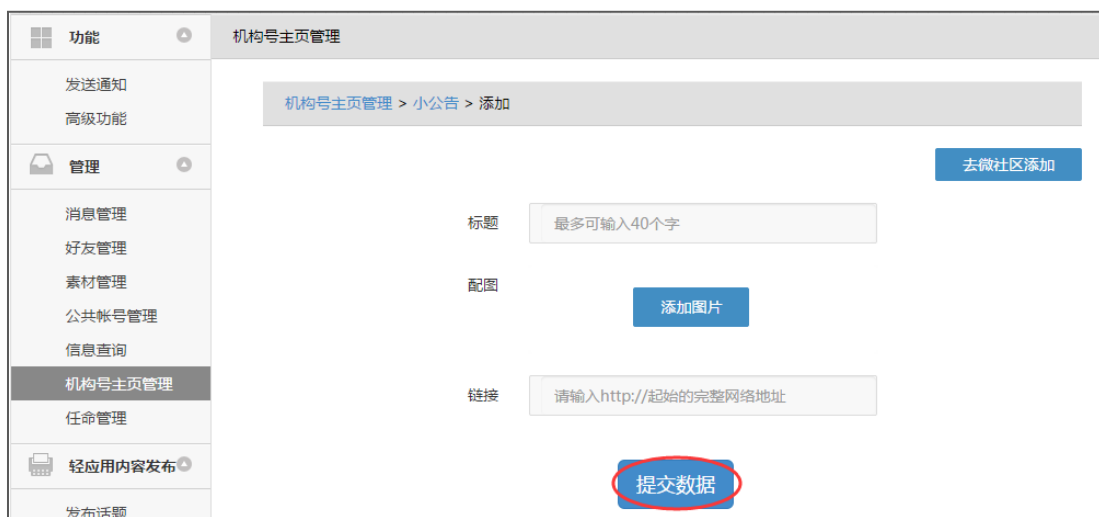 功能
发送通知
高级功能
管理
消息管理
好友管理
素材管理
公共帐号管理
信息查询
机构号主页管理
任命管理
轻应用内容发布
发布话题
机构号主页管理
机构号主页管理 > 小公告 > 添加
去微社区添加
标题 最多可输入40个字
配图
添加图片
链接 请输入http://起始的完整网络地址
提交数据